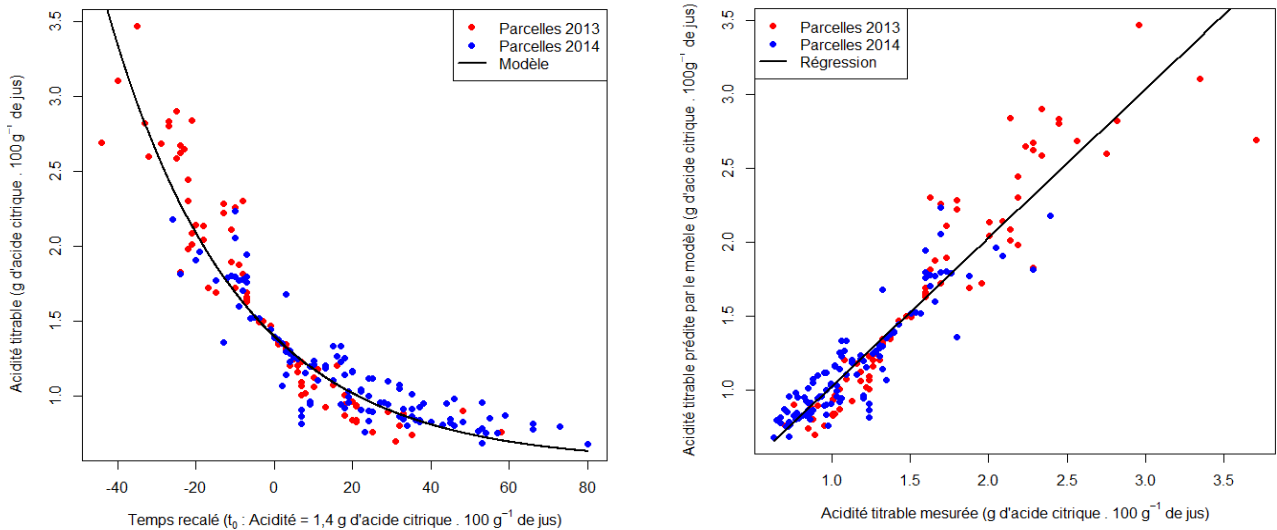 Acidité titrable (g d'acide citrique . 100 g⁻¹ de jus)
3.5
3.0
2.5
2.0
1.5
1.0
Parcelles 2013
Parcelles 2014
Modèle
-40
-20
0
20
40
60
80
Temps recalé (t₀ : Acidité = 1,4 g d'acide citrique . 100 g⁻¹ de jus)
Acidité titrable prédite par le modèle (g d'acide citrique . 100g⁻¹ de jus)
3.5
3.0
2.5
2.0
1.5
1.0
Parcelles 2013
Parcelles 2014
Régression
1.0
1.5
2.0
2.5
3.0
3.5
Acidité titrable mesurée (g d'acide citrique . 100 g⁻¹ de jus)